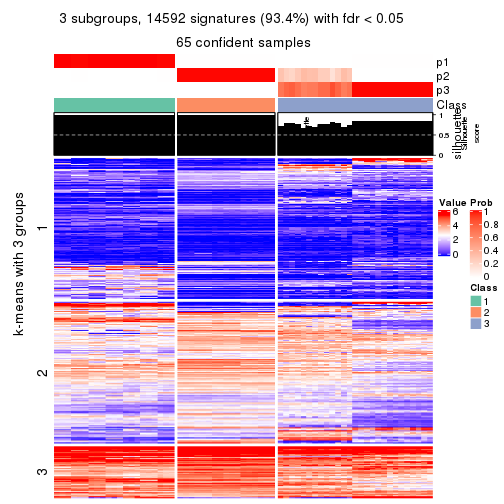 3 subgroups, 14592 signatures (93.4%) with fdr < 0.05
65 confident samples
p1
p2
p3
Class
1
0.5
0
silhouette
Silhouette
score
k-means with 3 groups
1
2
3
Value
6
4
2
0
Prob
1
0.8
0.6
0.4
0.2
0
Class
1
2
3